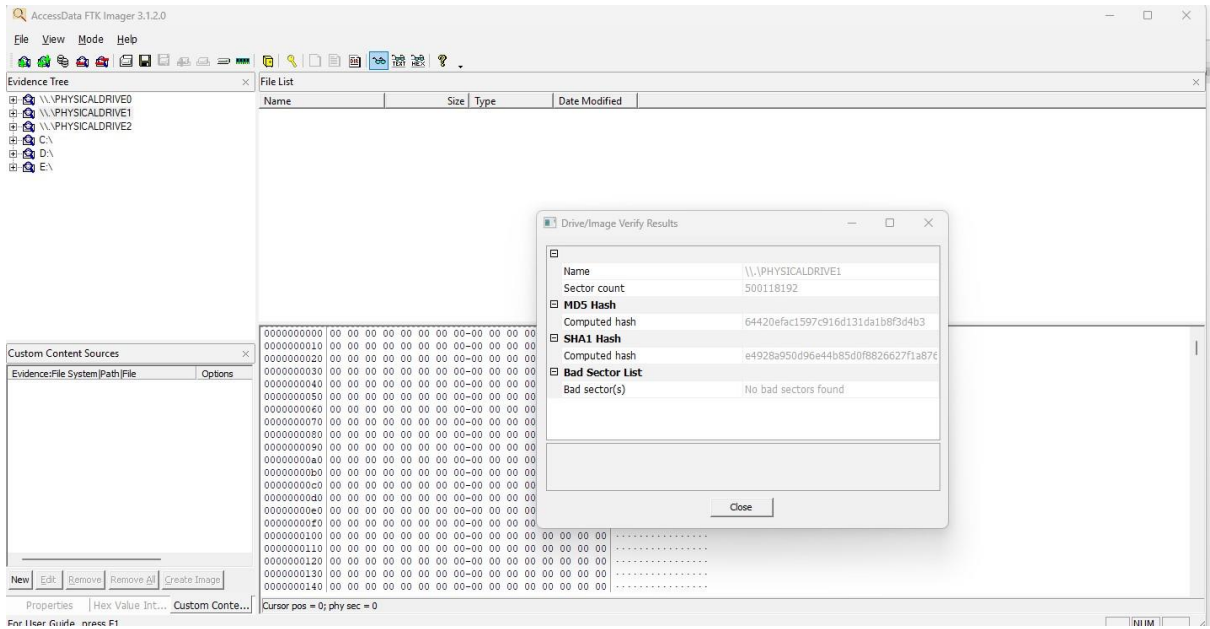 AccessData FTK Imager 3.1.2.0
File View Mode Help
Evidence Tree
\\.\PHYSICALDRIVE0
\\.\PHYSICALDRIVE1
\\.\PHYSICALDRIVE2
C:\
D:\
E:\
File List
Name Size Type Date Modified
Drive/Image Verify Results
Name \\.\PHYSICALDRIVE1
Sector count 500118192
MD5 Hash
Computed hash 64420efac1597c916d131da1b8f3d4b3
SHA1 Hash
Computed hash e4928a950d96e44b85d0f8826627f1a876
Bad Sector List
Bad sector(s) No bad sectors found
Close
Custom Content Sources
Evidence:File System|Path|File Options
New Edit Remove Remove All Create Image
Properties Hex Value Int... Custom Conte...
0000000000 00 00 00 00 00 00 00 00-00 00 00 00
0000000010 00 00 00 00 00 00 00 00-00 00 00 00
0000000020 00 00 00 00 00 00 00 00-00 00 00 00
0000000030 00 00 00 00 00 00 00 00-00 00 00 00
0000000040 00 00 00 00 00 00 00 00-00 00 00 00
0000000050 00 00 00 00 00 00 00 00-00 00 00 00
0000000060 00 00 00 00 00 00 00 00-00 00 00 00
0000000070 00 00 00 00 00 00 00 00-00 00 00 00
0000000080 00 00 00 00 00 00 00 00-00 00 00 00
0000000090 00 00 00 00 00 00 00 00-00 00 00 00
00000000a0 00 00 00 00 00 00 00 00-00 00 00 00
00000000b0 00 00 00 00 00 00 00 00-00 00 00 00
00000000c0 00 00 00 00 00 00 00 00-00 00 00 00
00000000d0 00 00 00 00 00 00 00 00-00 00 00 00
00000000e0 00 00 00 00 00 00 00 00-00 00 00 00
00000000f0 00 00 00 00 00 00 00 00-00 00 00 00
0000000100 00 00 00 00 00 00 00 00-00 00 00 00 00 00 00 00 ················
0000000110 00 00 00 00 00 00 00 00-00 00 00 00 00 00 00 00 ················
0000000120 00 00 00 00 00 00 00 00-00 00 00 00 00 00 00 00 ················
0000000130 00 00 00 00 00 00 00 00-00 00 00 00 00 00 00 00 ················
0000000140 00 00 00 00 00 00 00 00-00 00 00 00 00 00 00 00 ················
Cursor pos = 0; phy sec = 0
For User Guide, press F1
NUM